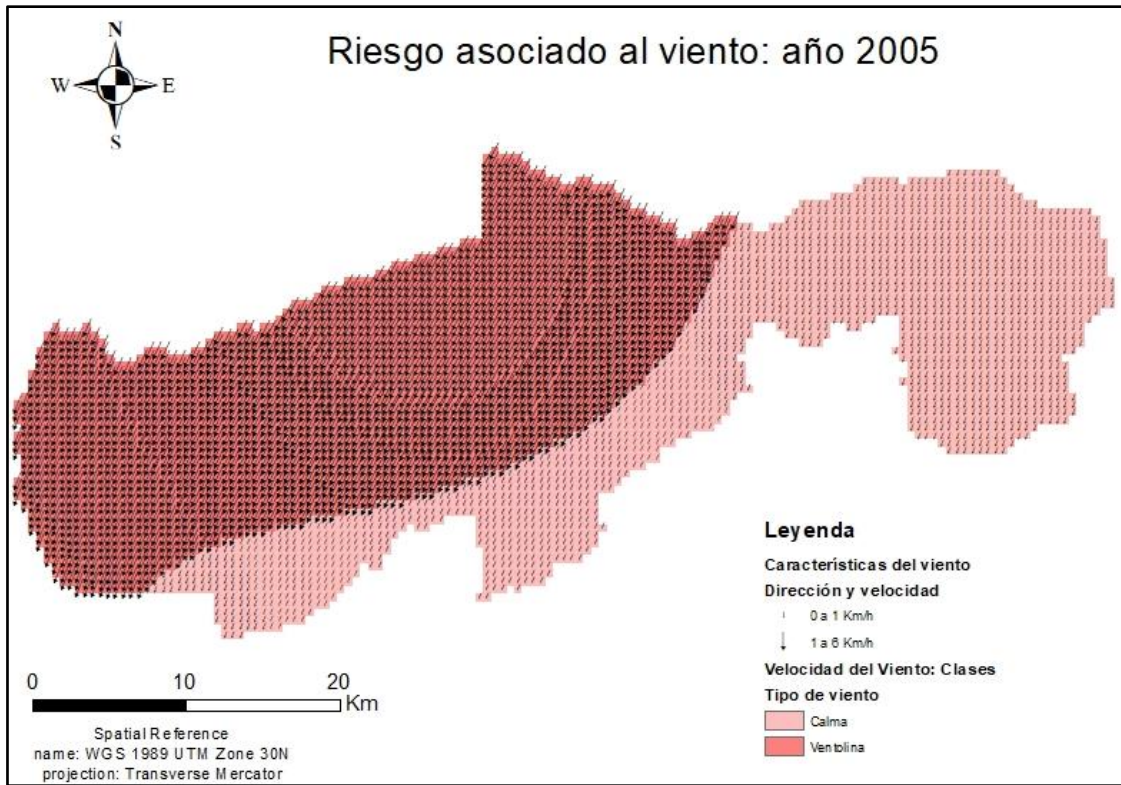 Riesgo asociado al viento: año 2005
N
W
E
S
Leyenda
Características del viento
Dirección y velocidad
0 a 1 Km/h
1 a 6 Km/h
Velocidad del Viento: Clases
Tipo de viento
Calma
Ventolina
0 10 20
Km
Spatial Reference
name: WGS 1989 UTM Zone 30N
projection: Transverse Mercator